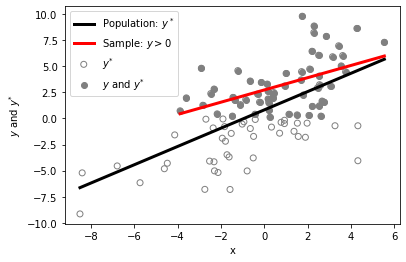 10.0
7.5
5.0
2.5
0.0
−2.5
−5.0
−7.5
−10.0
y and y*
Population: y*
Sample: y > 0
y*
y and y*
−8 −6 −4 −2 0 2 4 6
x